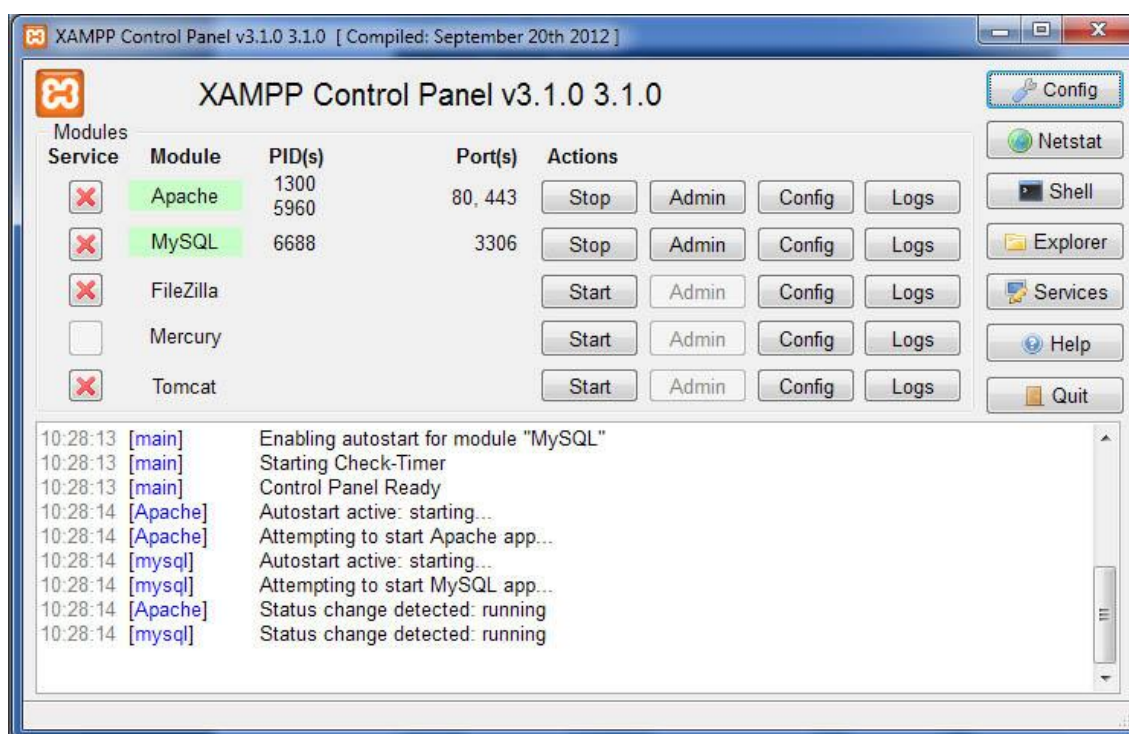 XAMPP Control Panel v3.1.0 3.1.0 [ Compiled: September 20th 2012 ]
XAMPP Control Panel v3.1.0 3.1.0
Config
Modules
Service Module PID(s) Port(s) Actions
Netstat
Apache 1300 5960 80, 443 Stop Admin Config Logs
Shell
MySQL 6688 3306 Stop Admin Config Logs
Explorer
FileZilla Start Admin Config Logs
Services
Mercury Start Admin Config Logs
Help
Tomcat Start Admin Config Logs
Quit
10:28:13 [main] Enabling autostart for module "MySQL"
10:28:13 [main] Starting Check-Timer
10:28:13 [main] Control Panel Ready
10:28:14 [Apache] Autostart active: starting...
10:28:14 [Apache] Attempting to start Apache app...
10:28:14 [mysql] Autostart active: starting...
10:28:14 [mysql] Attempting to start MySQL app...
10:28:14 [Apache] Status change detected: running
10:28:14 [mysql] Status change detected: running